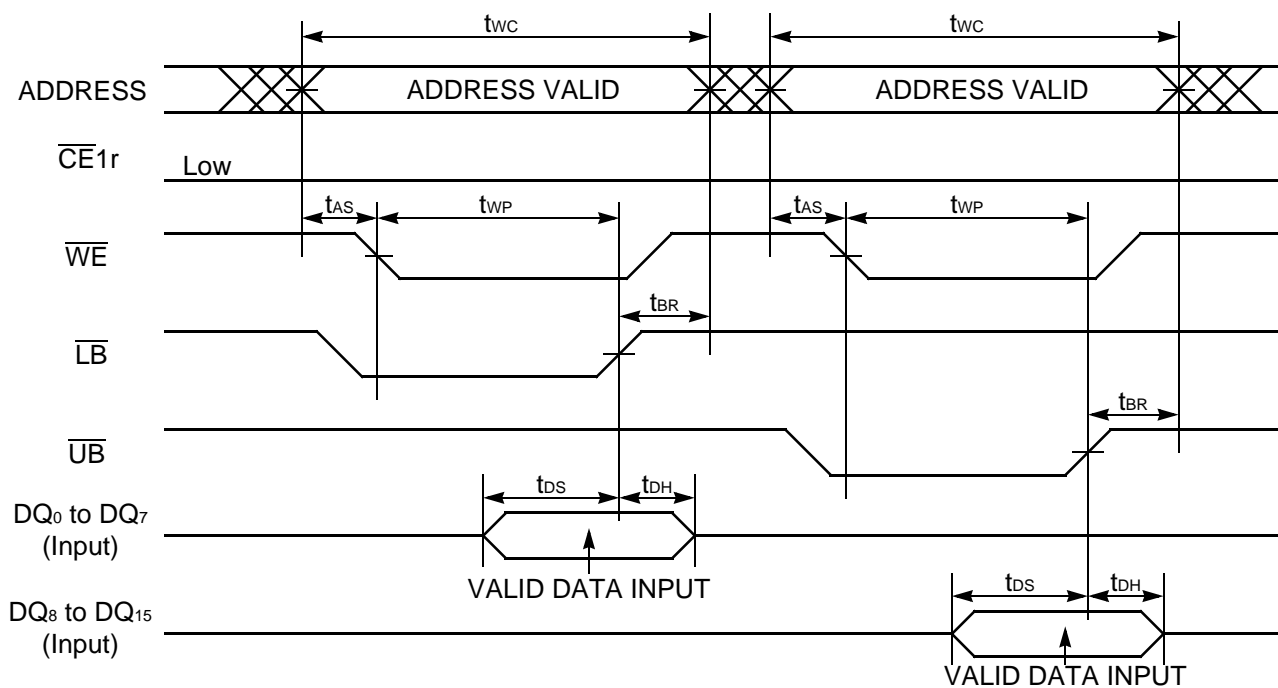 tWC tWC
ADDRESS ADDRESS VALID ADDRESS VALID
CE1r Low
tAS tWP tAS tWP
WE
tBR
LB
tBR
UB
tDS tDH
DQ0 to DQ7
(Input)
VALID DATA INPUT
tDS tDH
DQ8 to DQ15
(Input)
VALID DATA INPUT